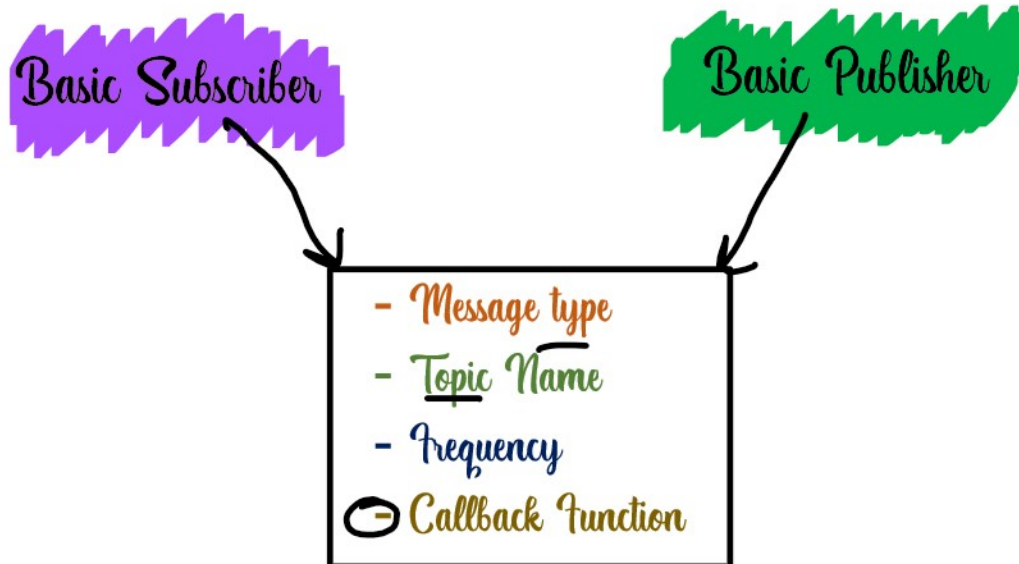 Basic Subscriber
Basic Publisher
- Message type
- Topic Name
- Frequency
- Callback Function